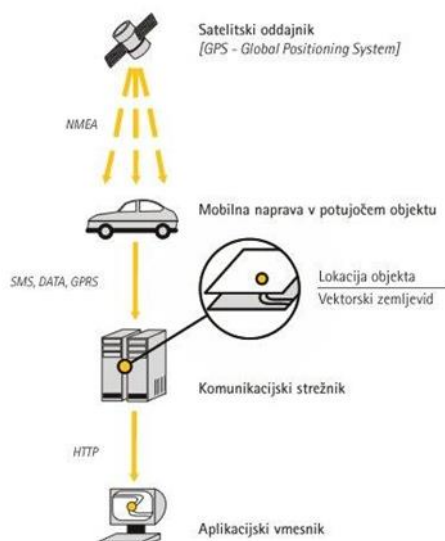 Satelitski oddajnik
[GPS - Global Positioning System]
NMEA
Mobilna naprava v potujočem objektu
SMS, DATA, GPRS
Lokacija objekta
Vektorski zemljevid
Komunikacijski strežnik
HTTP
Aplikacijski vmesnik